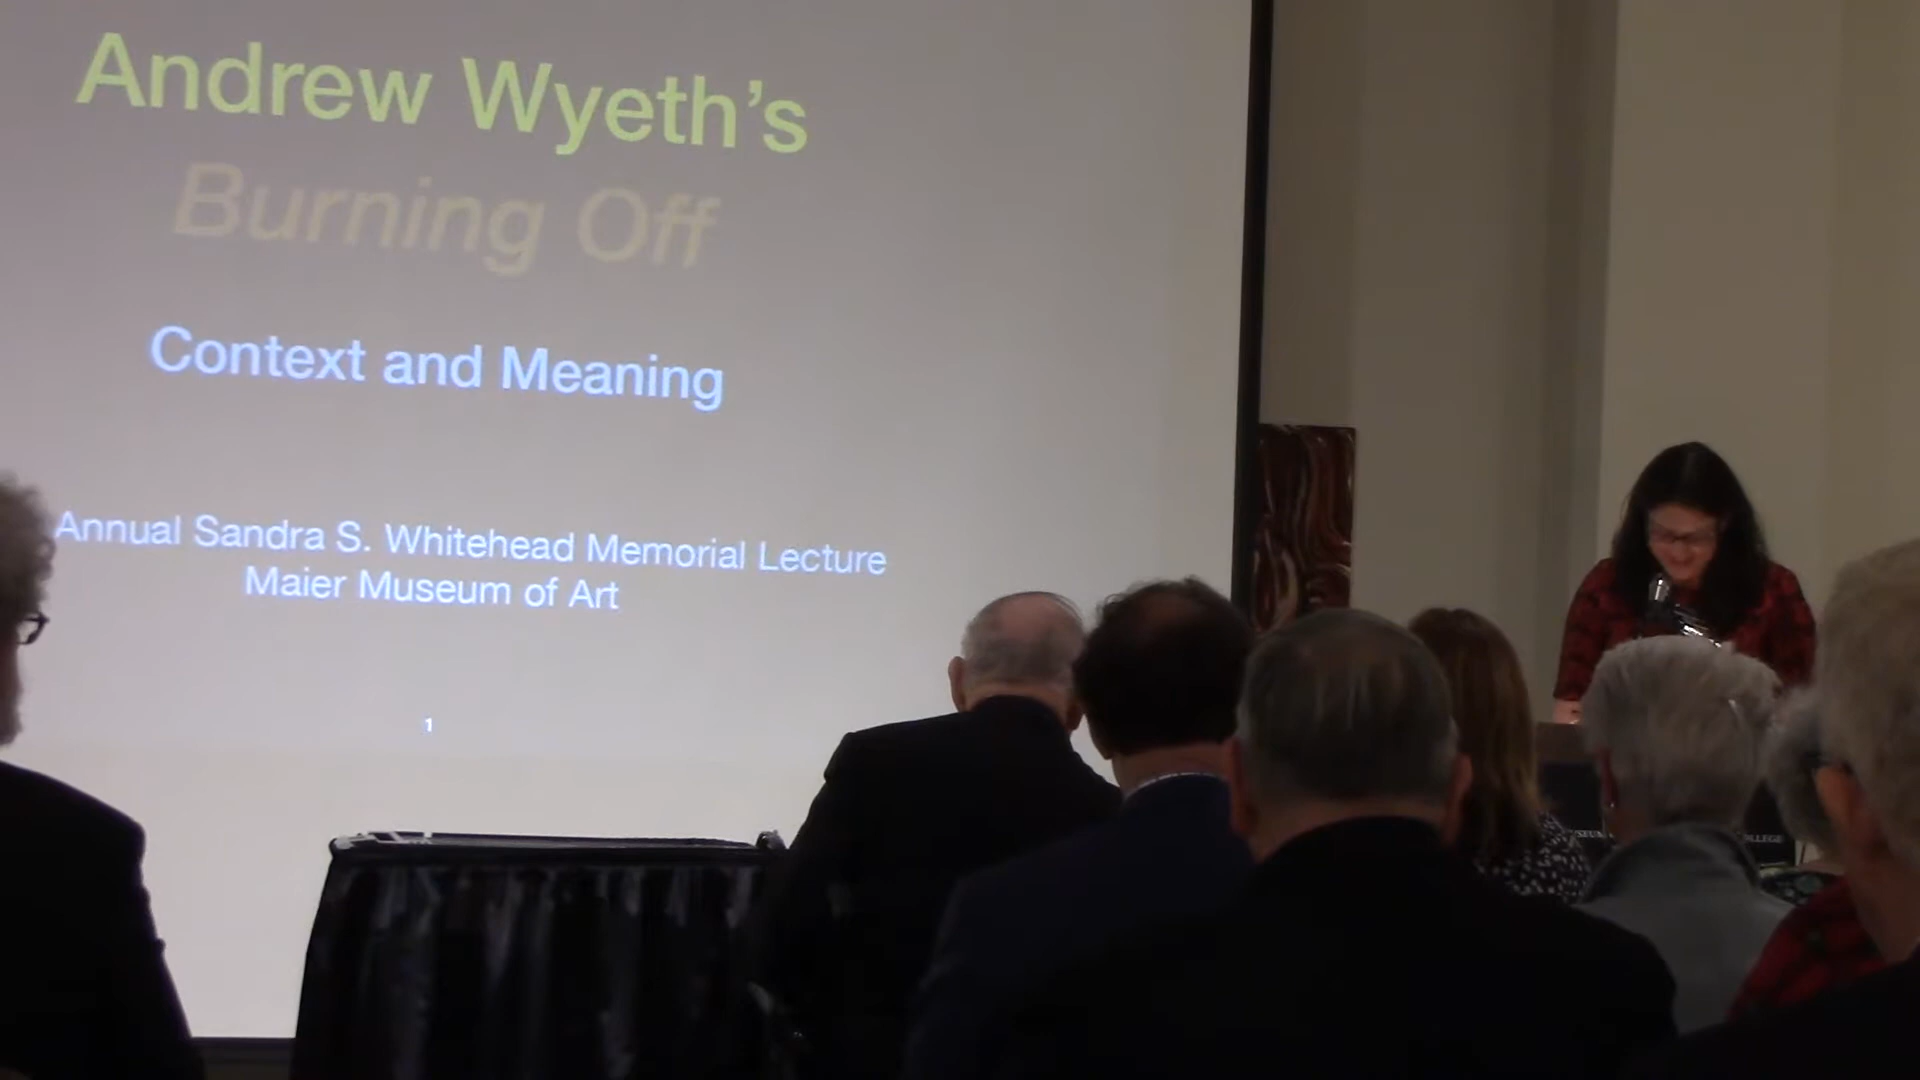 Andrew Wyeth's
Burning Off
Context and Meaning
Annual Sandra S. Whitehead Memorial Lecture
Maier Museum of Art
1